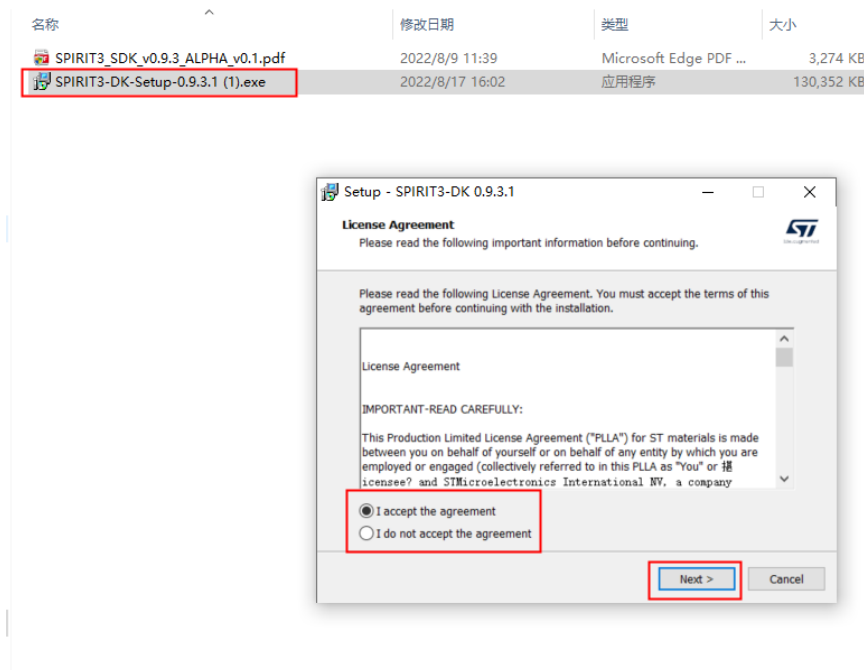 名称 修改日期 类型 大小
SPIRIT3_SDK_v0.9.3_ALPHA_v0.1.pdf 2022/8/9 11:39 Microsoft Edge PDF ... 3,274 KB
SPIRIT3-DK-Setup-0.9.3.1 (1).exe 2022/8/17 16:02 应用程序 130,352 KB
Setup - SPIRIT3-DK 0.9.3.1
License Agreement
Please read the following important information before continuing.
Please read the following License Agreement. You must accept the terms of this
agreement before continuing with the installation.
License Agreement
IMPORTANT-READ CAREFULLY:
This Production Limited License Agreement ("PLLA") for ST materials is made
between you on behalf of yourself or on behalf of any entity by which you are
employed or engaged (collectively referred to in this PLLA as "You" or 揕
icensee? and STMicroelectronics International NV, a company
I accept the agreement
I do not accept the agreement
Next >
Cancel